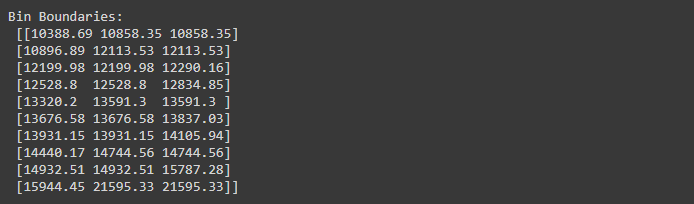 Bin Boundaries:
[[10388.69 10858.35 10858.35]
[10896.89 12113.53 12113.53]
[12199.98 12199.98 12290.16]
[12528.8  12528.8  12834.85]
[13320.2  13591.3  13591.3 ]
[13676.58 13676.58 13837.03]
[13931.15 13931.15 14105.94]
[14440.17 14744.56 14744.56]
[14932.51 14932.51 15787.28]
[15944.45 21595.33 21595.33]]